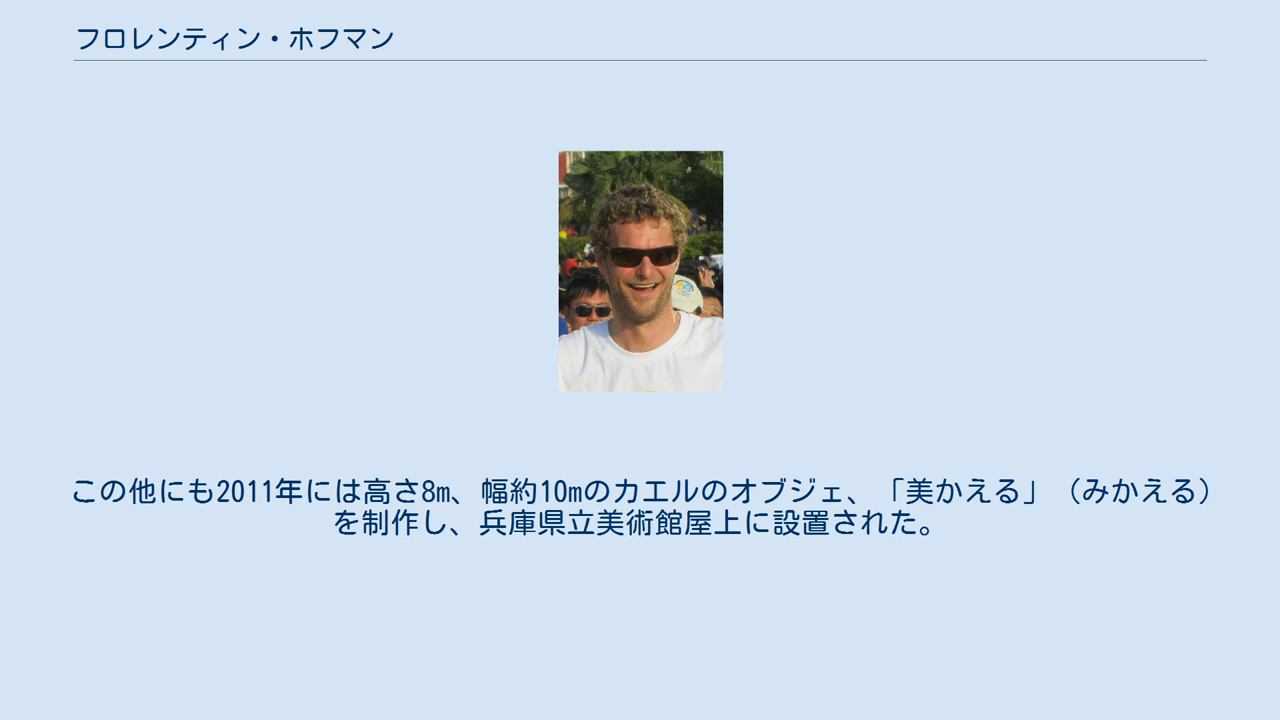 フロレンティン・ホフマン
この他にも2011年には高さ8m、幅約10mのカエルのオブジェ、「美かえる」（みかえる）
を制作し、兵庫県立美術館屋上に設置された。